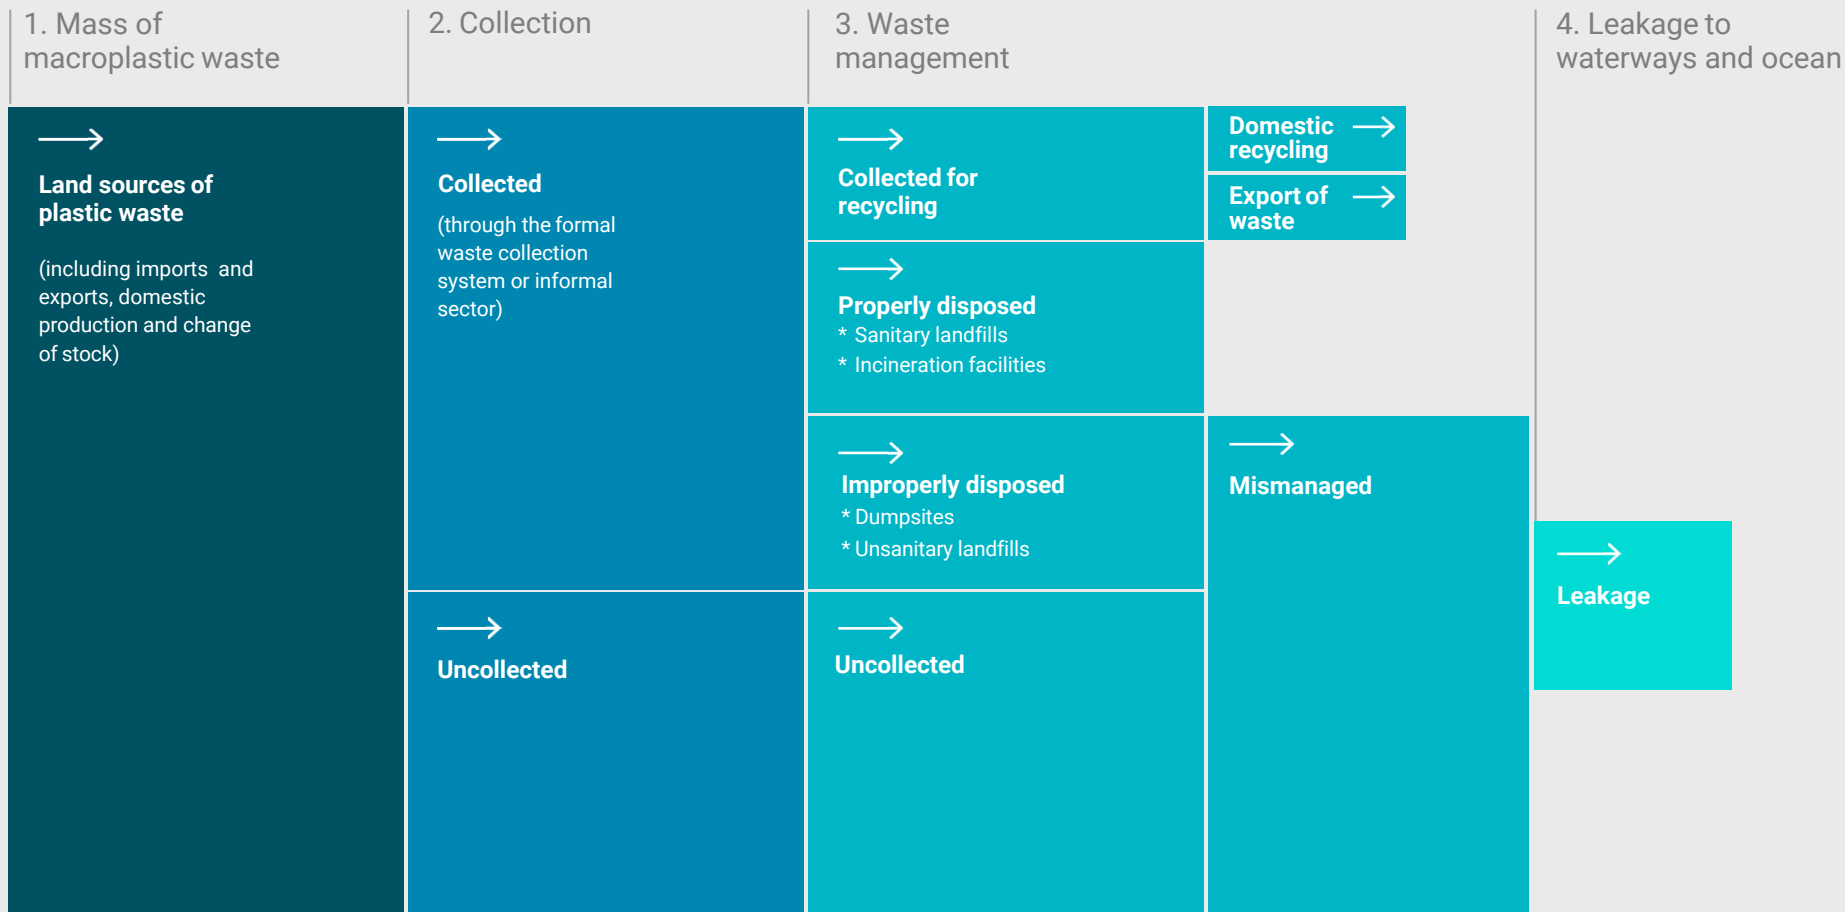 1. Mass of
macroplastic waste
2. Collection
3. Waste
management
4. Leakage to
waterways and ocean
Land sources of
plastic waste
(including imports and
exports, domestic
production and change
of stock)
Collected
(through the formal
waste collection
system or informal
sector)
Uncollected
Collected for
recycling
Domestic
recycling
Export of
waste
Properly disposed
* Sanitary landfills
* Incineration facilities
Improperly disposed
* Dumpsites
* Unsanitary landfills
Uncollected
Mismanaged
Leakage